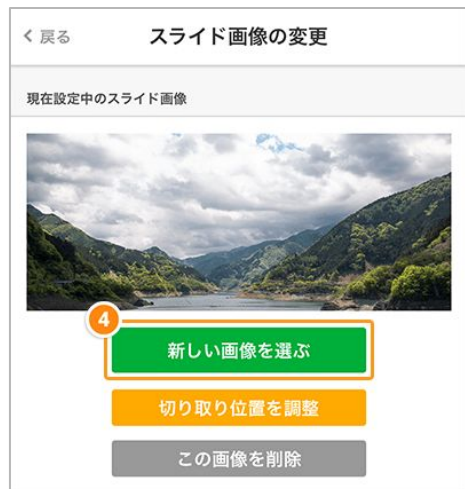 戻る
スライド画像の変更
現在設定中のスライド画像
4
新しい画像を選ぶ
切り取り位置を調整
この画像を削除